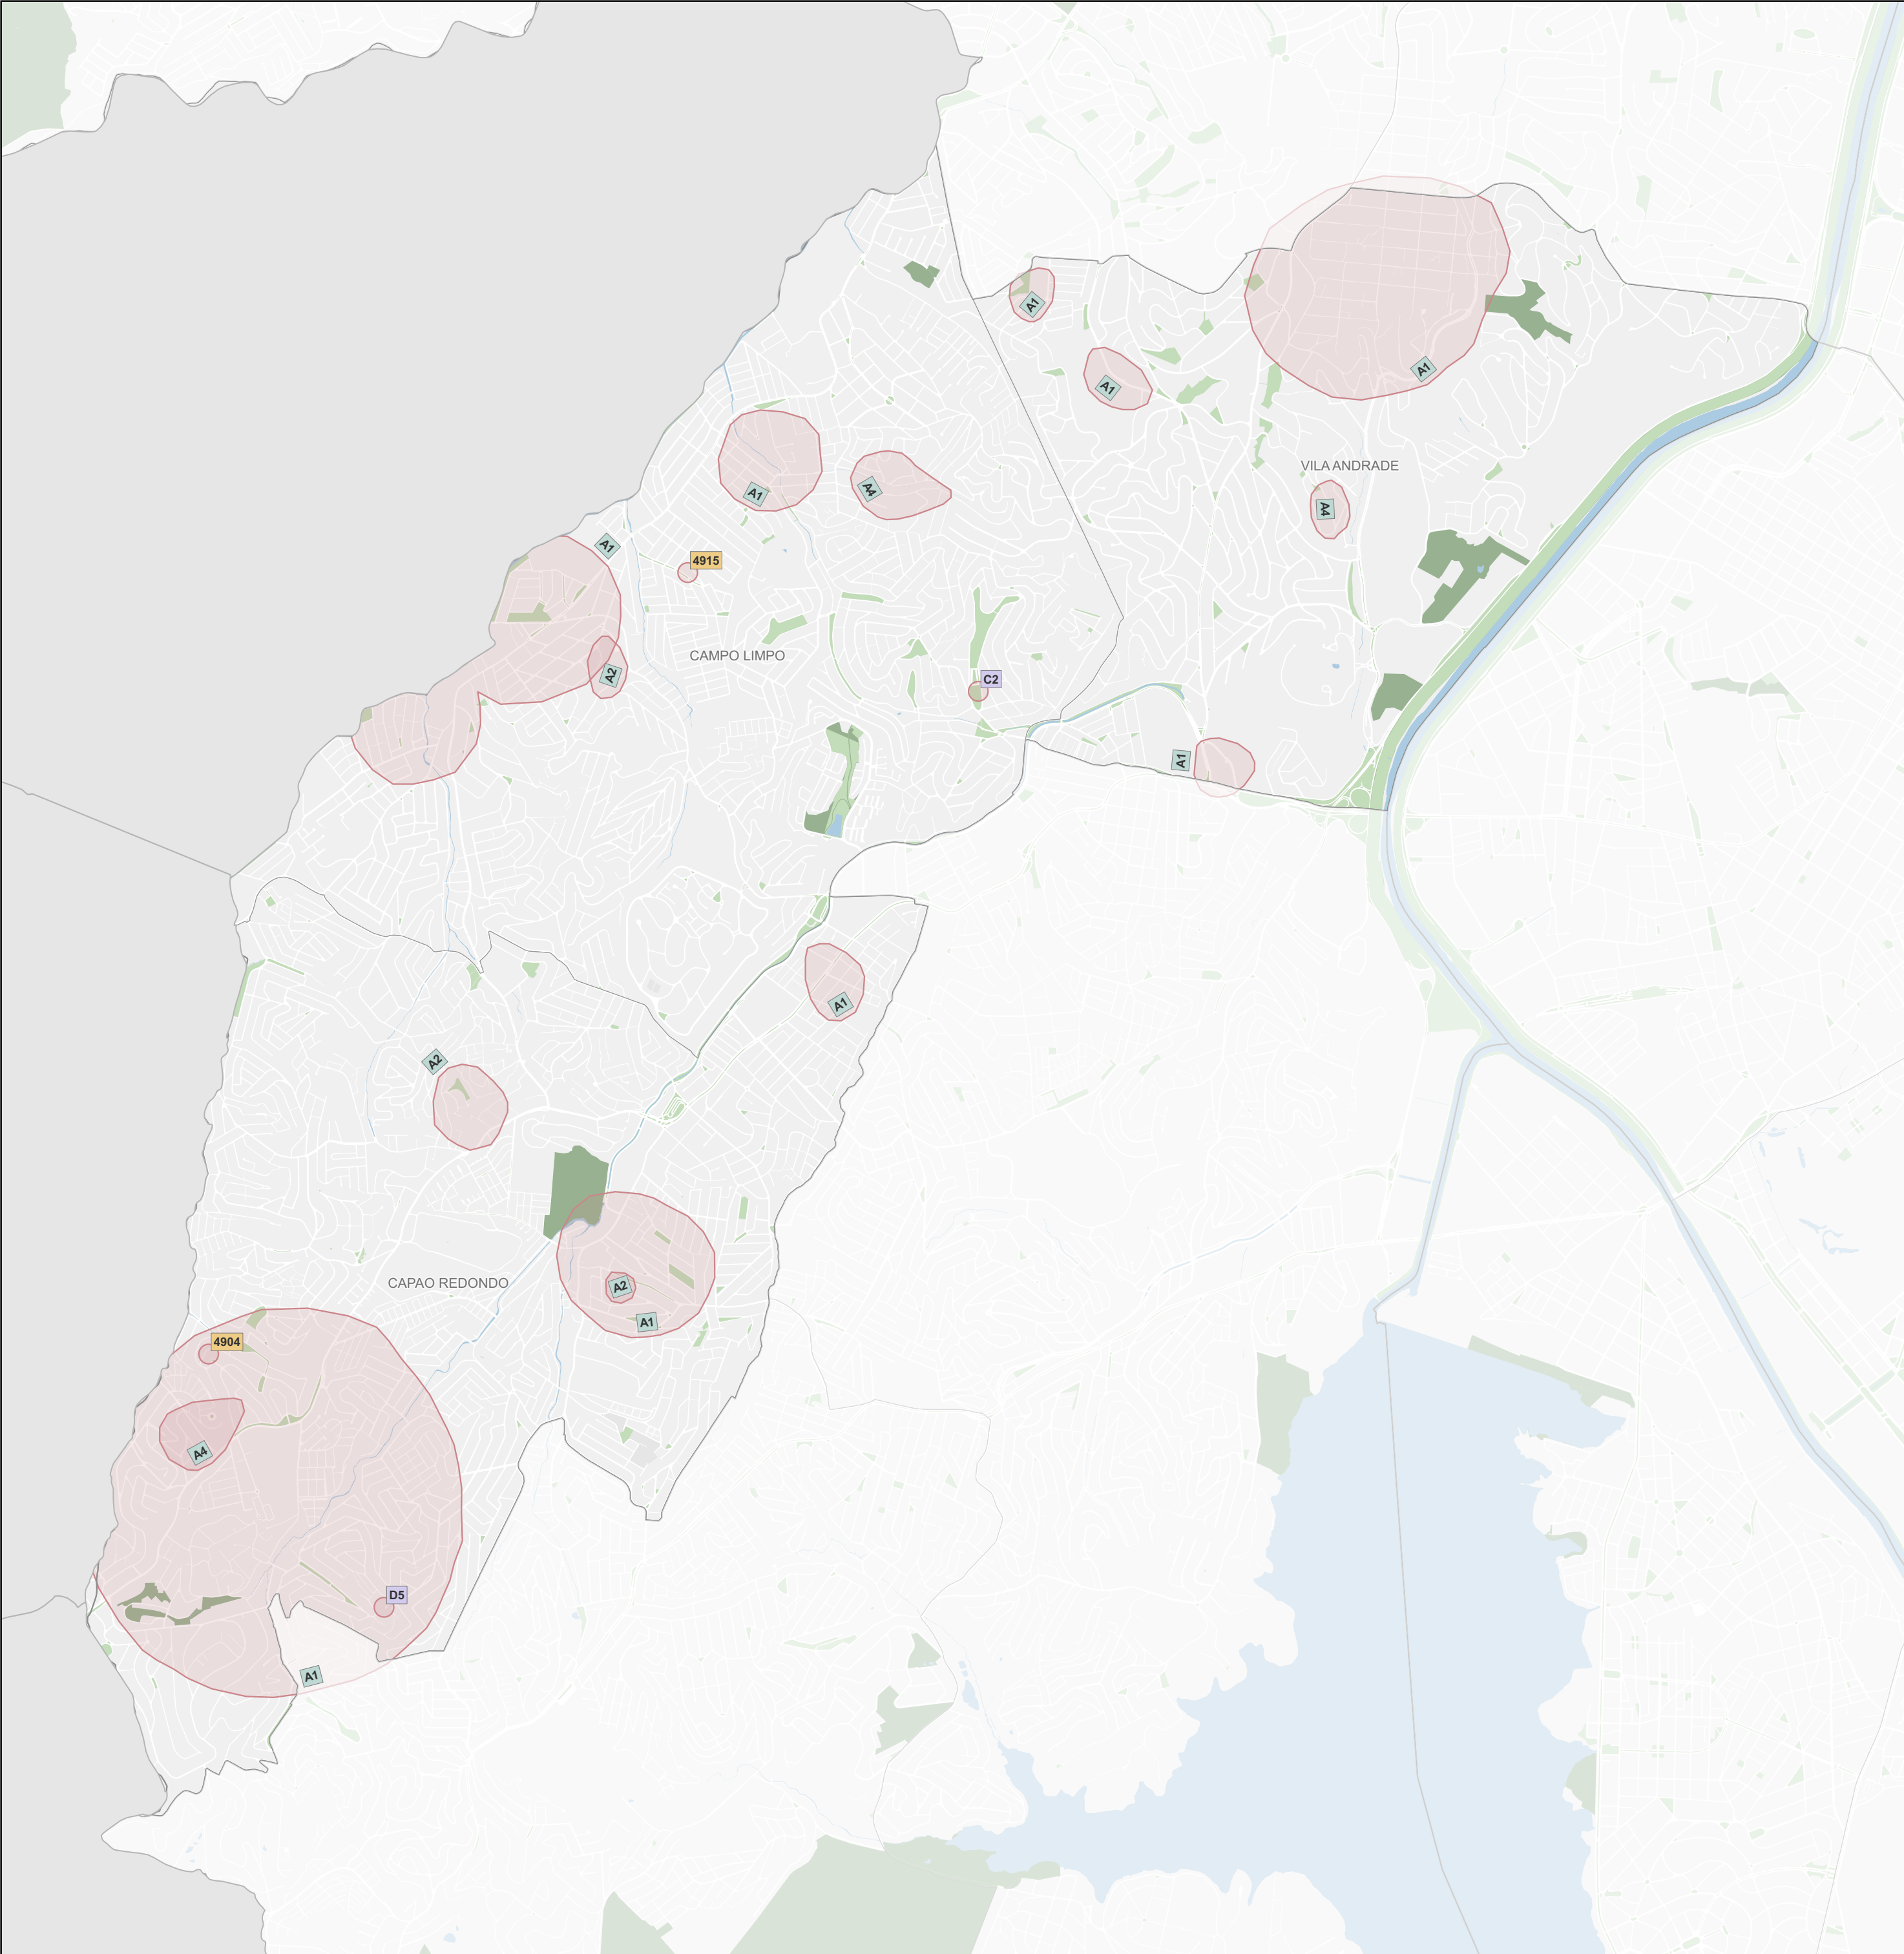 A1
A1
A1
VILA ANDRADE
A1
A4
A4
A1
4915
CAMPO LIMPO
A2
C2
A1
A1
A2
CAPAO REDONDO
A2
A1
4904
A4
D5
A1